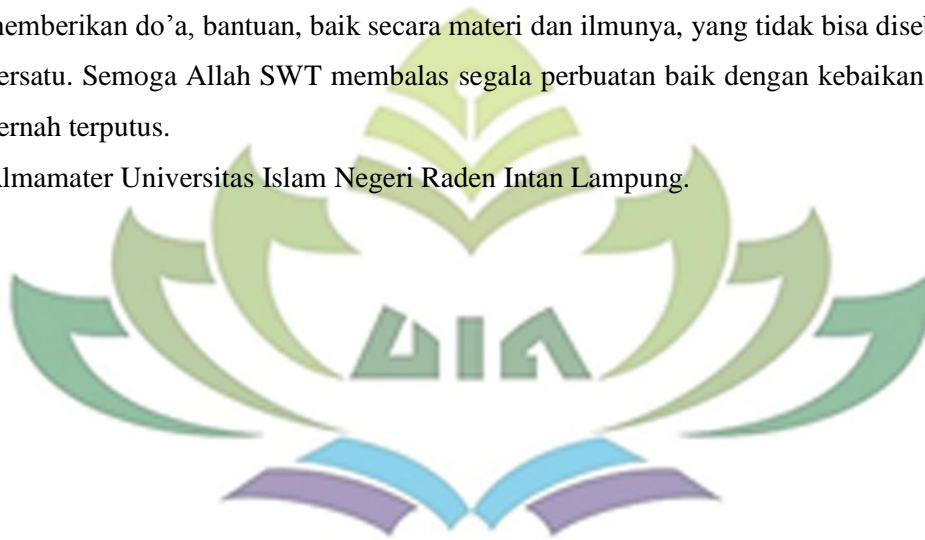 memberikan do’a, bantuan, baik secara materi dan ilmunya, yang tidak bisa
ersatu. Semoga Allah SWT membalas segala perbuatan baik dengan kebaikan
ernah terputus.
Almamater Universitas Islam Negeri Raden Intan Lampung.
UIN